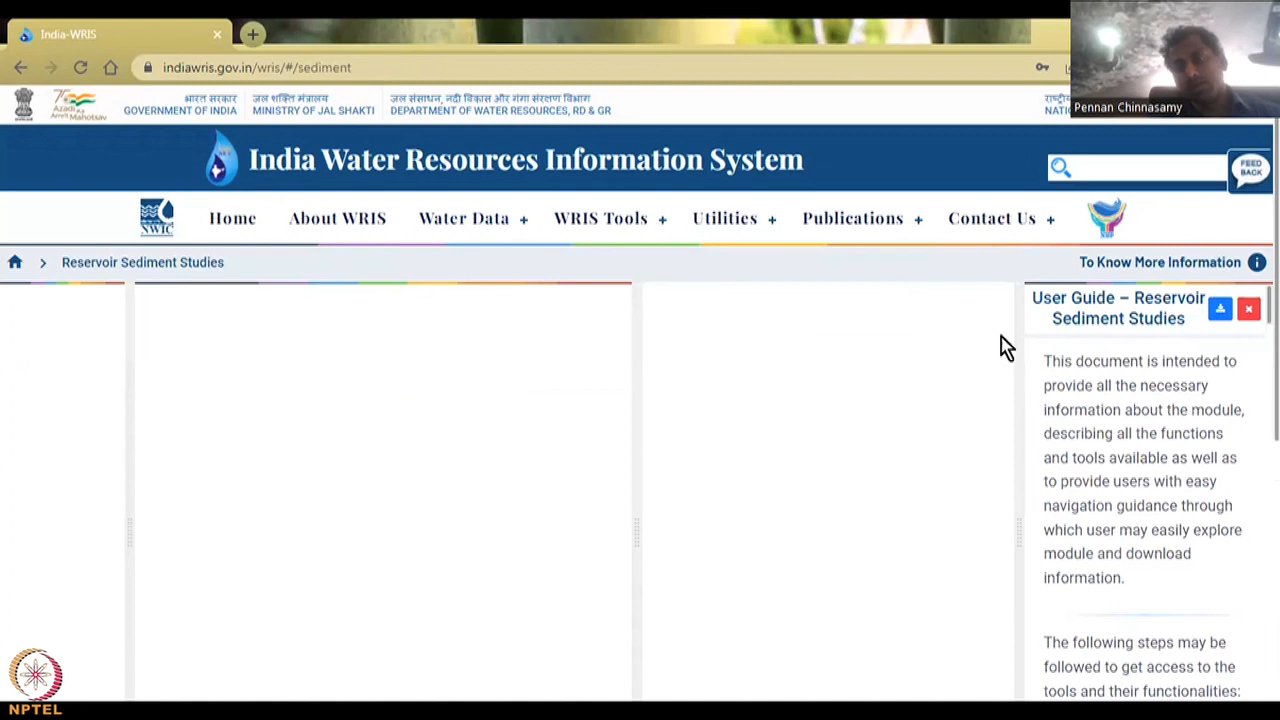 India-WRIS
indiawris.gov.in/wris/#/sediment
Pennan Chinnasamy
Azadi Ka
Amrit Mahotsav
भारत सरकार
GOVERNMENT OF INDIA
जल शक्ति मंत्रालय
MINISTRY OF JAL SHAKTI
जल संसाधन, नदी विकास और गंगा संरक्षण विभाग
DEPARTMENT OF WATER RESOURCES, RD & GR
India Water Resources Information System
FEED
BACK
NWIC
Home
About WRIS
Water Data +
WRIS Tools +
Utilities +
Publications +
Contact Us +
NHP
Reservoir Sediment Studies
To Know More Information
User Guide – Reservoir
Sediment Studies
This document is intended to
provide all the necessary
information about the module,
describing all the functions
and tools available as well as
to provide users with easy
navigation guidance through
which user may easily explore
module and download
information.
The following steps may be
followed to get access to the
tools and their functionalities:
NPTEL